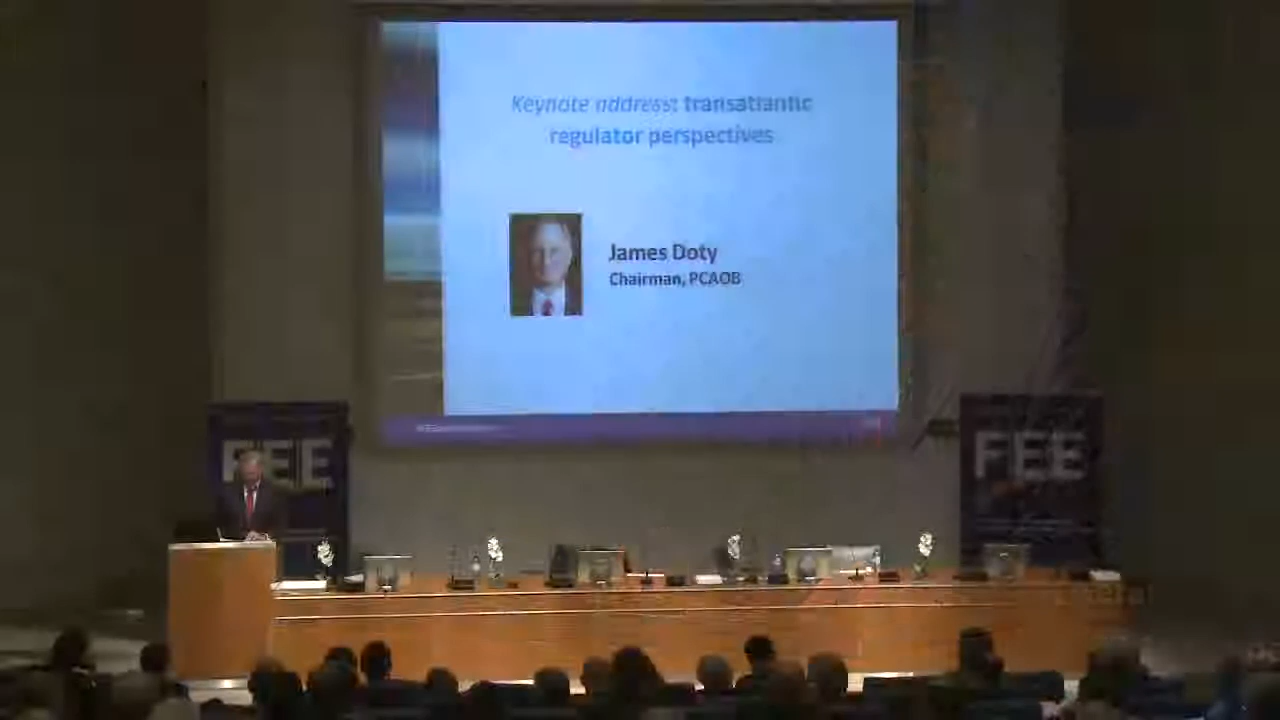 Keynote address: transatlantic
regulator perspectives
James Doty
Chairman, PCAOB
FEE
FEE